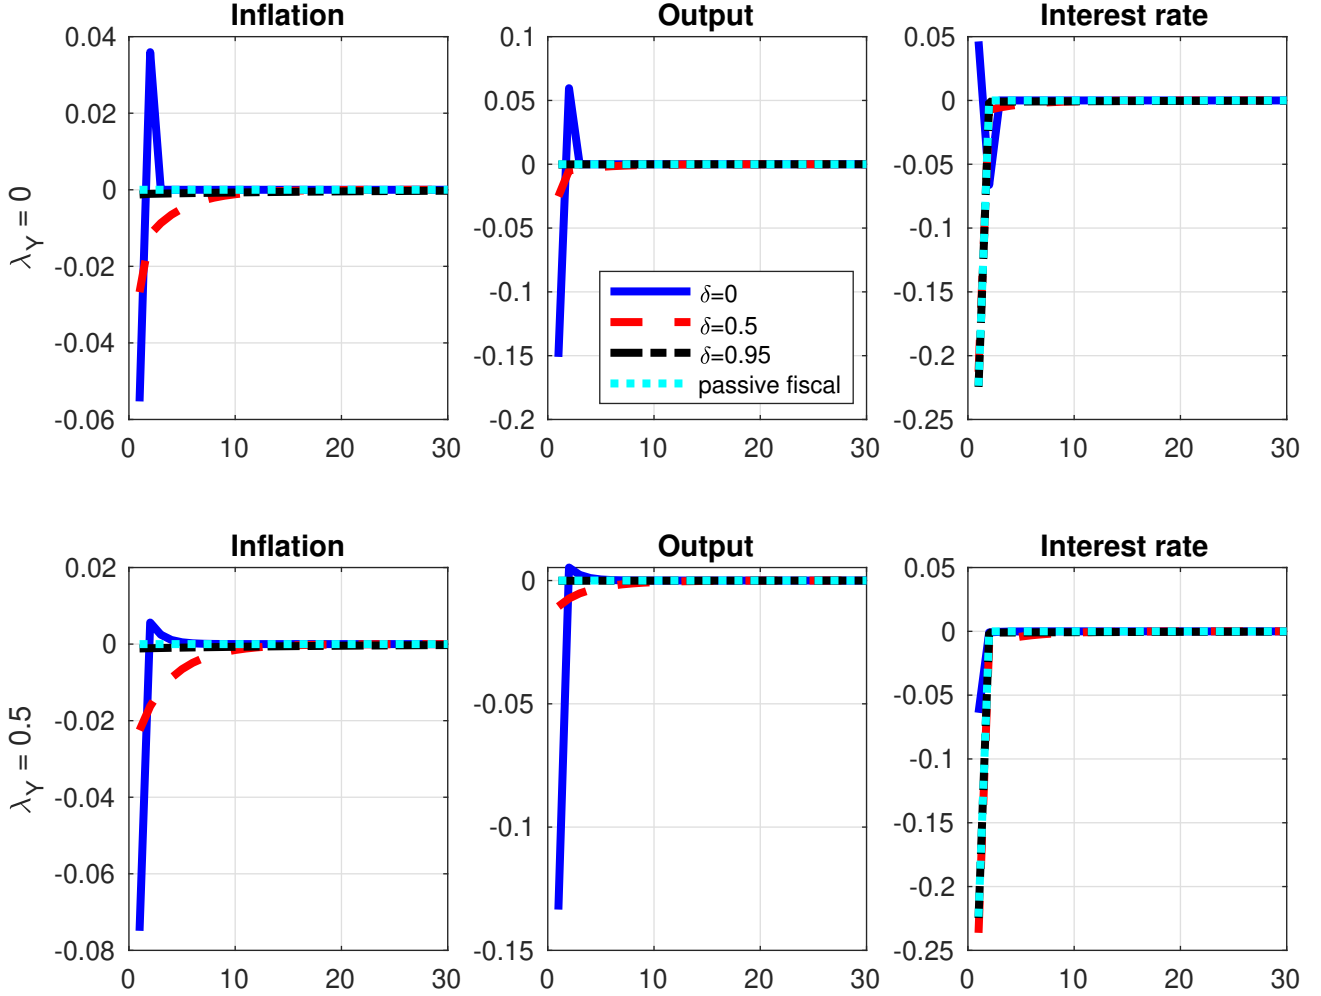 Inflation
Output
Interest rate
0.04
0.02
0
-0.02
-0.04
-0.06
0 10 20 30
λY = 0
0.1
0.05
0
-0.05
-0.1
-0.15
-0.2
0 10 20 30
δ=0
δ=0.5
δ=0.95
passive fiscal
0.05
0
-0.05
-0.1
-0.15
-0.2
-0.25
0 10 20 30
Inflation
Output
Interest rate
0.02
0
-0.02
-0.04
-0.06
-0.08
0 10 20 30
λY = 0.5
0
-0.05
-0.1
-0.15
0 10 20 30
0.05
0
-0.05
-0.1
-0.15
-0.2
-0.25
0 10 20 30